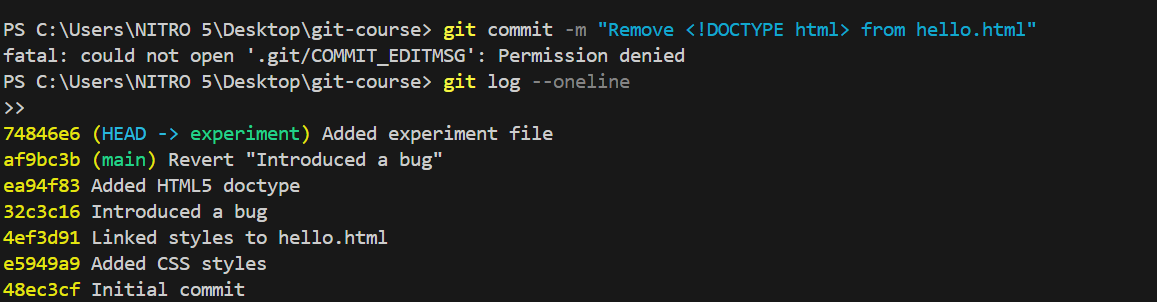 PS C:\Users\NITRO 5\Desktop\git-course> git commit -m "Remove <!DOCTYPE html> from hello.html"
fatal: could not open '.git/COMMIT_EDITMSG': Permission denied
PS C:\Users\NITRO 5\Desktop\git-course> git log --oneline
>>
74846e6 (HEAD -> experiment) Added experiment file
af9bc3b (main) Revert "Introduced a bug"
ea94f83 Added HTML5 doctype
32c3c16 Introduced a bug
4ef3d91 Linked styles to hello.html
e5949a9 Added CSS styles
48ec3cf Initial commit